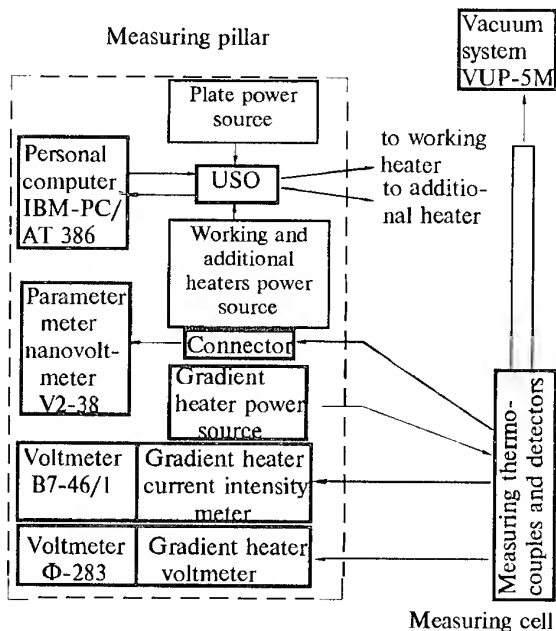 Measuring pillar
Vacuum
system
VUP-5M
Plate power
source
Personal
computer
IBM-PC/
AT 386
USO
to working
heater
to additio-
nal heater
Working and
additional
heaters power
source
Parameter
meter
nanovolt-
meter
V2-38
Connector
Gradient
heater power
source
Voltmeter
B7-46/1
Gradient heater
current intensity
meter
Voltmeter
Ф-283
Gradient heater
voltmeter
Measuring thermo-
couples and detectors
Measuring cell